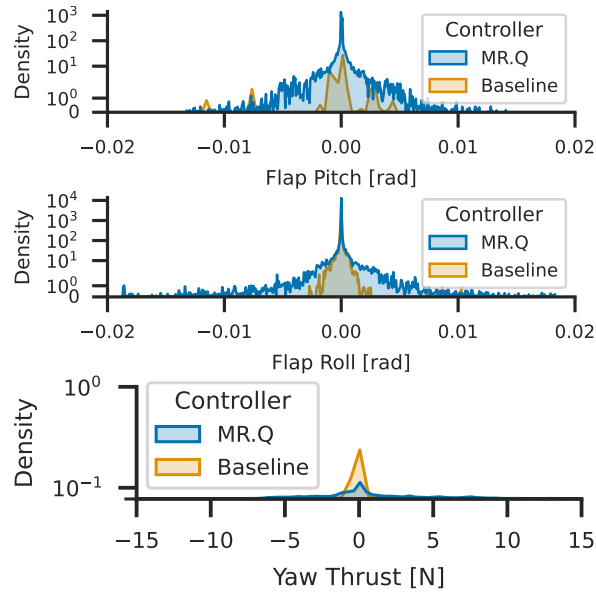 Density
10³
10²
10¹
10⁰
0
Controller
MR.Q
Baseline
−0.02 −0.01 0.00 0.01 0.02
Flap Pitch [rad]
Density
10⁴
10³
10²
10¹
10⁰
0
Controller
MR.Q
Baseline
−0.02 −0.01 0.00 0.01 0.02
Flap Roll [rad]
Density
10⁰
10⁻¹
Controller
MR.Q
Baseline
−15 −10 −5 0 5 10 15
Yaw Thrust [N]